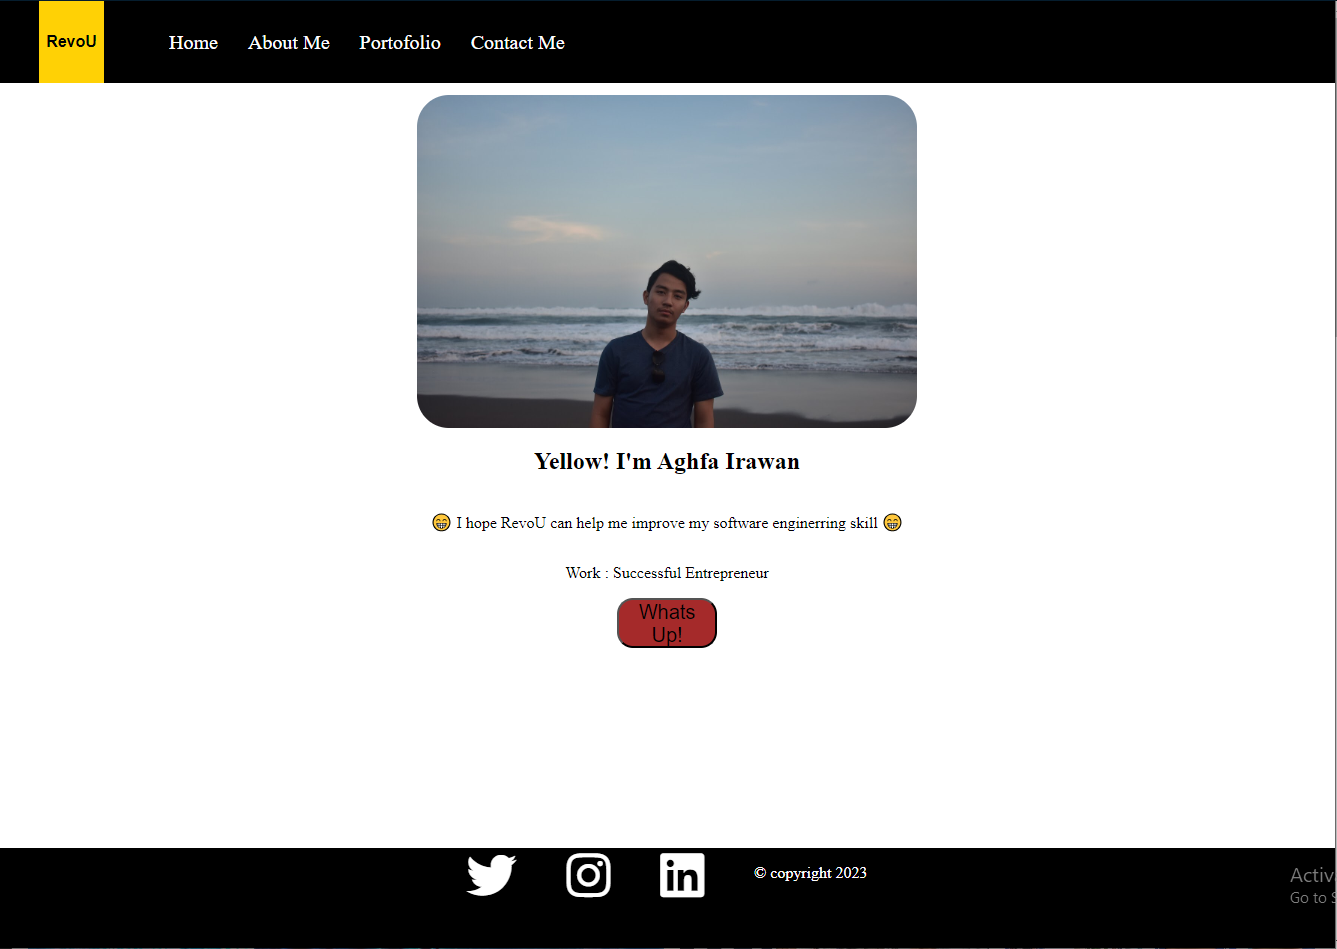 RevoU
Home About Me Portofolio Contact Me
Yellow! I'm Aghfa Irawan
😁 I hope RevoU can help me improve my software enginerring skill 😁
Work : Successful Entrepreneur
Whats
Up!
© copyright 2023
Go to